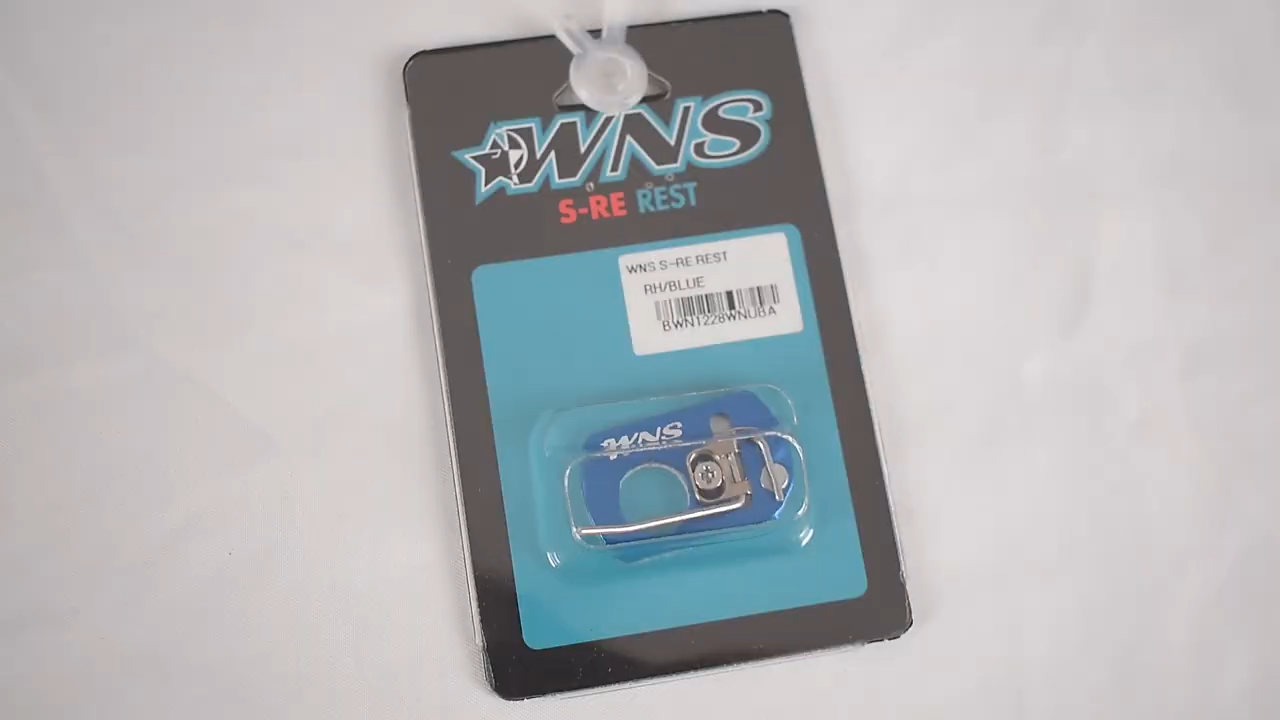 WNS
S-RE REST
WNS S-RE REST
RH/BLUE
BWN1228WNUBA
WNS